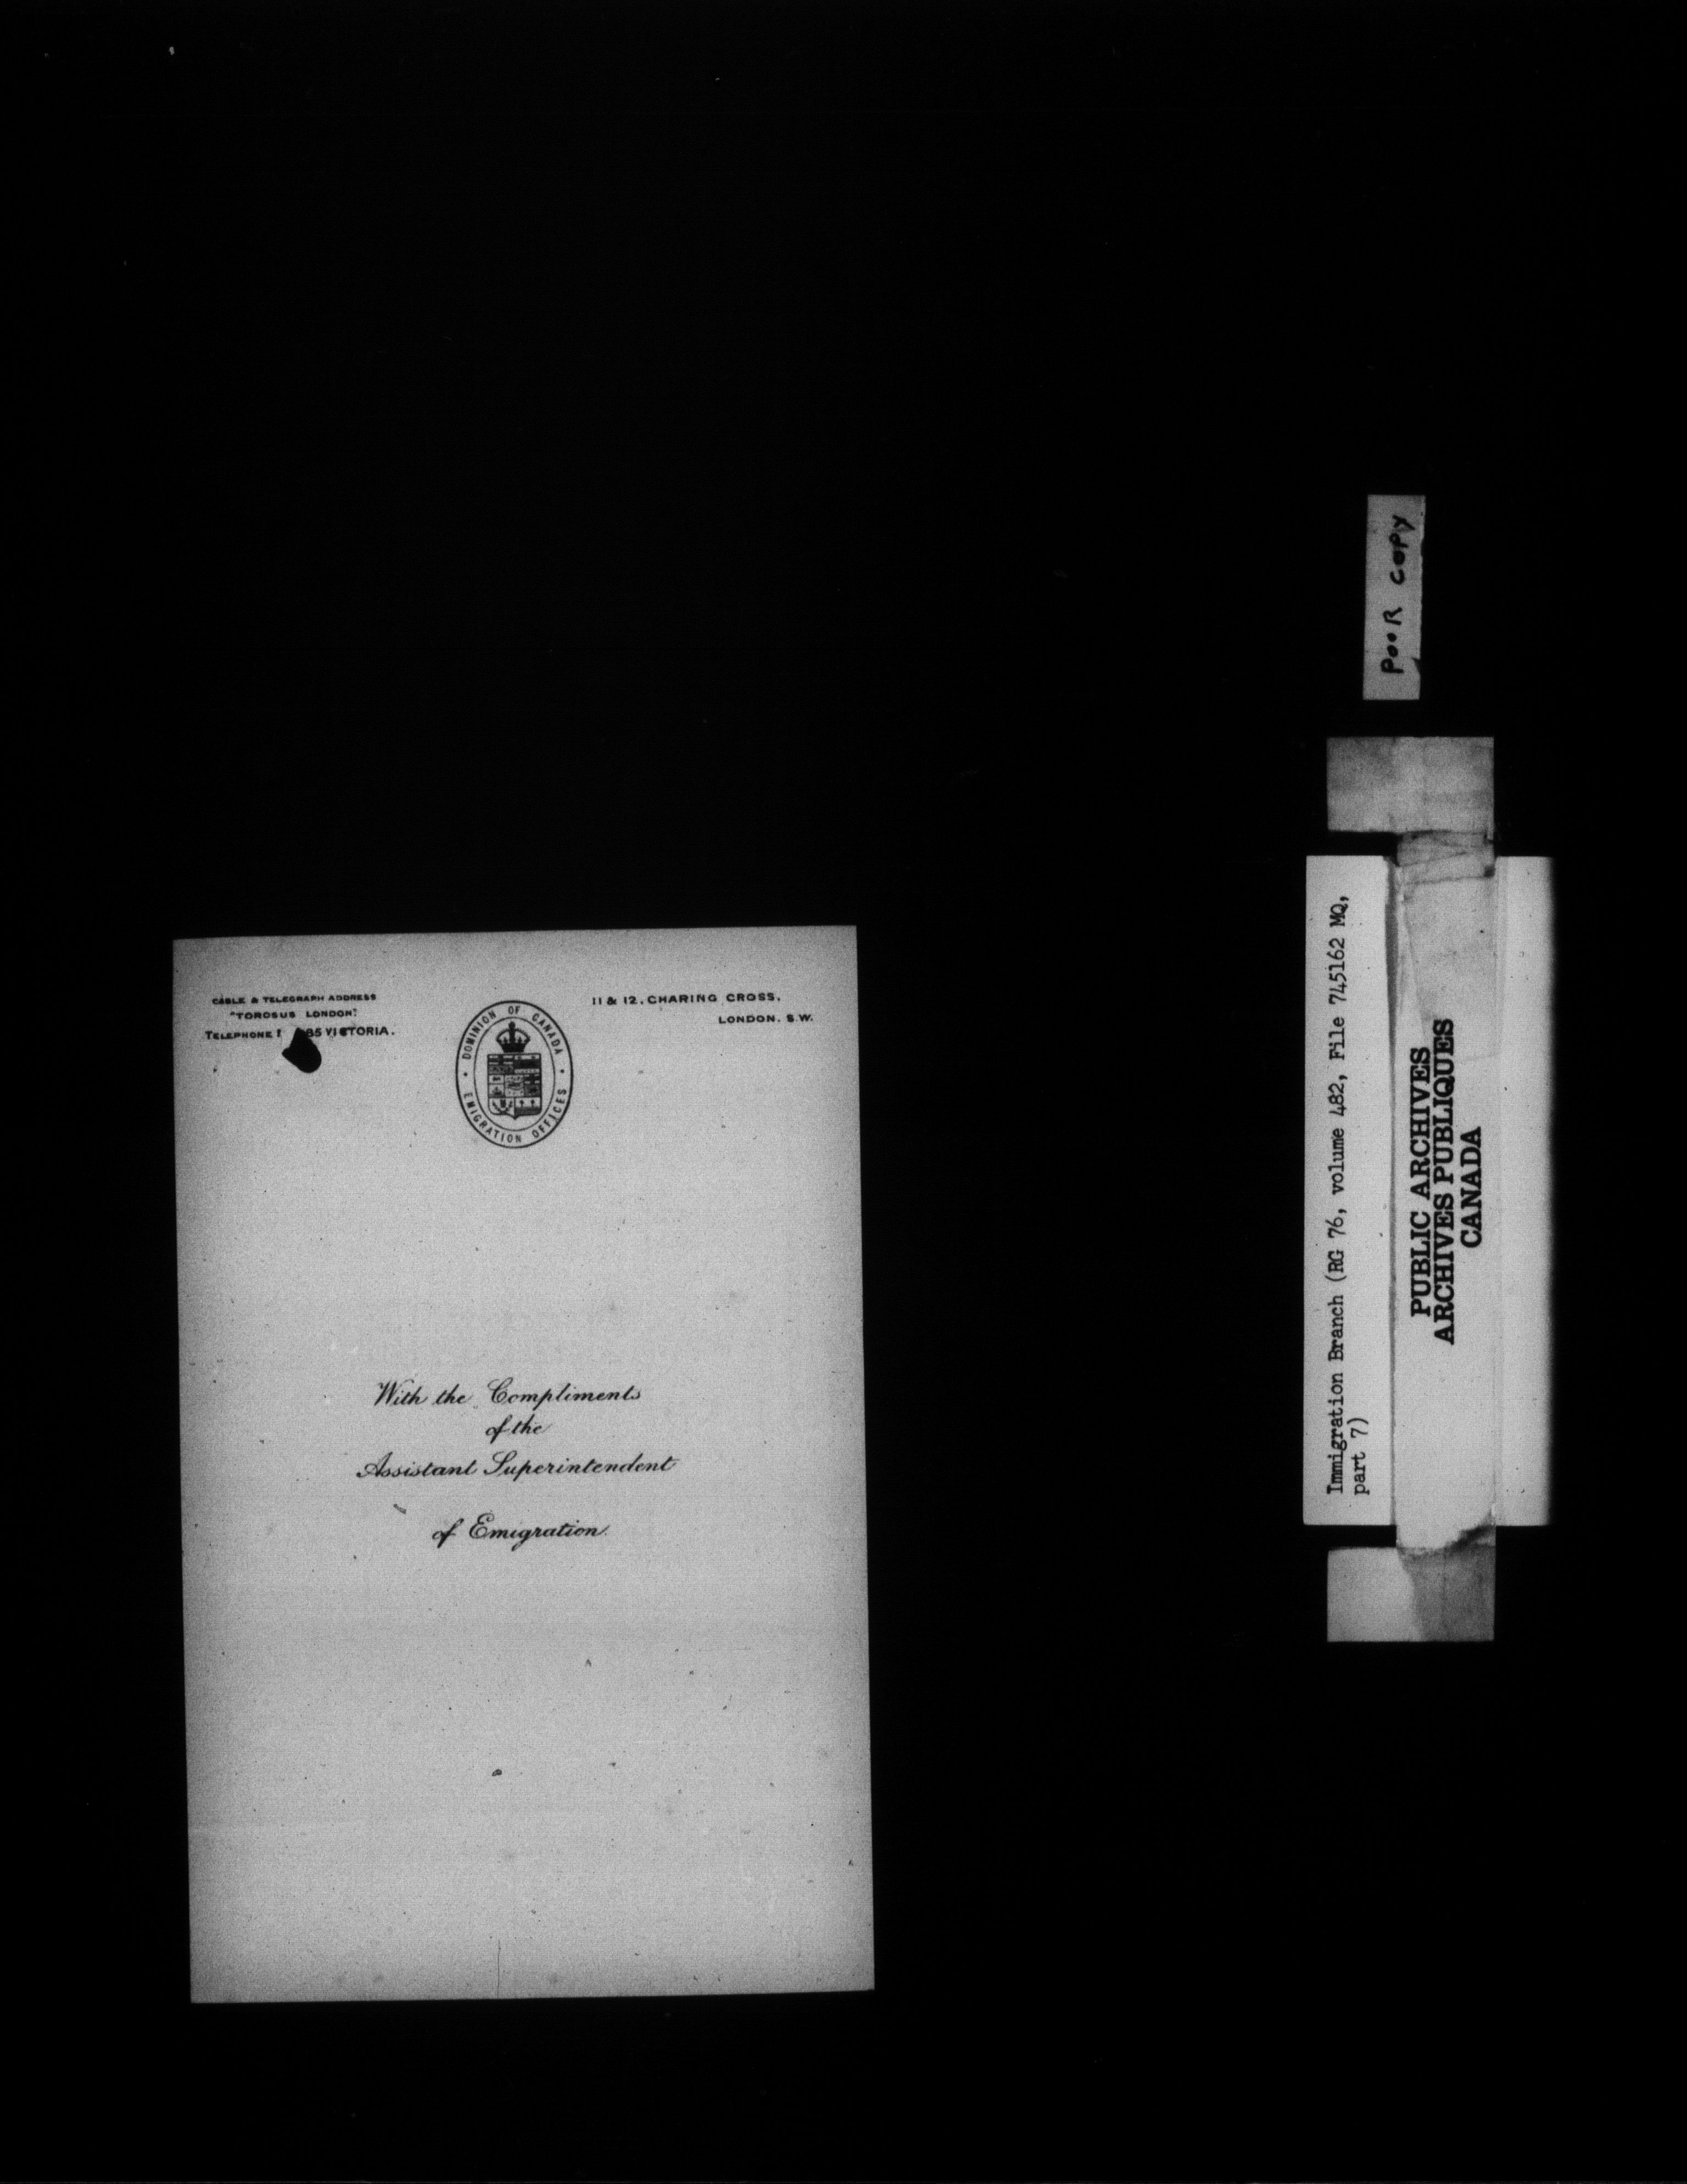 CABLE & TELEGRAPH ADDRESS
"TOROSUS LONDON".
TELEPHONE 85 VICTORIA.
11 & 12, CHARING CROSS,
LONDON. S.W.
DOMINION OF CANADA
EMIGRATION OFFICES
With the Compliments
of the
Assistant Superintendent
of Emigration.
POOR COPY
Immigration Branch (RG 76, volume 482, File 745162 MQ,
part 7)
PUBLIC ARCHIVES
ARCHIVES PUBLIQUES
CANADA